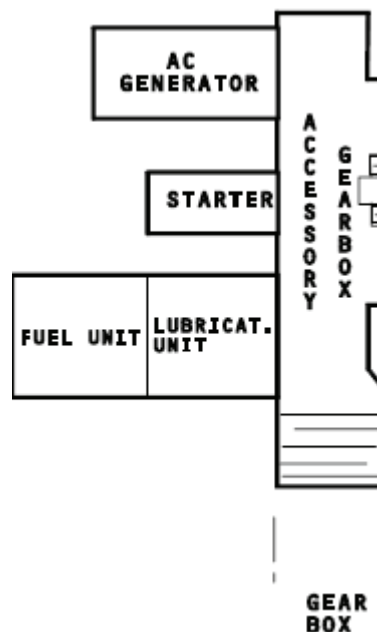 AC
GENERATOR
ACCESSORY
GEARBOX
STARTER
FUEL UNIT
LUBRICAT.
UNIT
GEAR
BOX